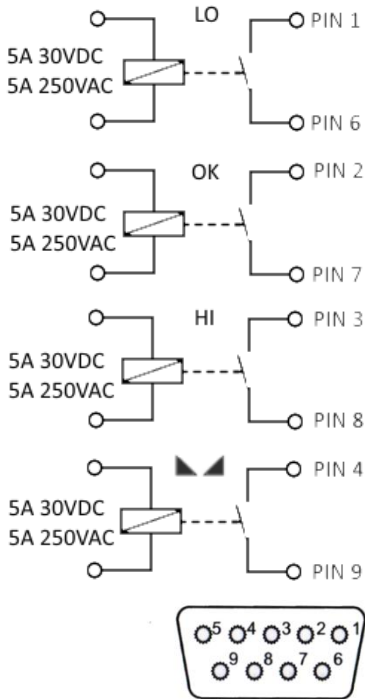 LO
PIN 1
5A 30VDC
5A 250VAC
PIN 6
OK
PIN 2
5A 30VDC
5A 250VAC
PIN 7
HI
PIN 3
5A 30VDC
5A 250VAC
PIN 8
PIN 4
5A 30VDC
5A 250VAC
PIN 9
5 4 3 2 1
9 8 7 6